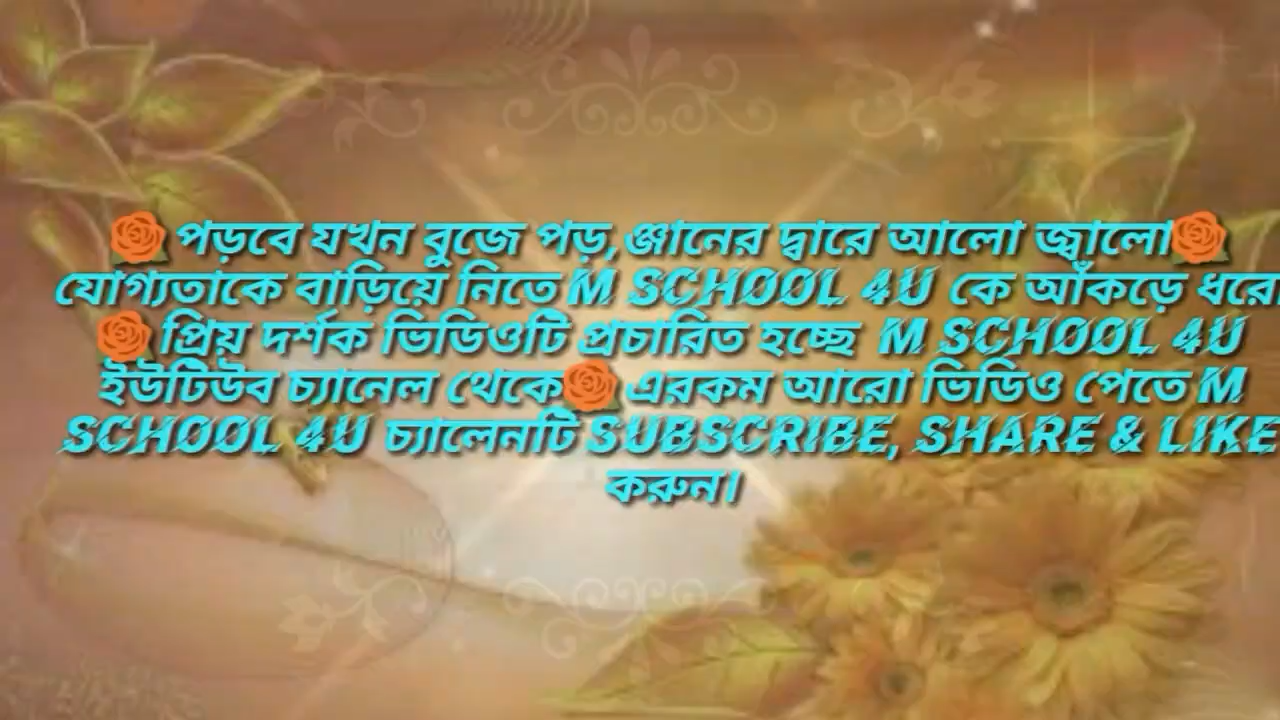 🌹 পড়বে যখন বুজে পড়, জ্ঞানের দ্বারে আলো জ্বালো🌹
যোগ্যতাকে বাড়িয়ে নিতে M SCHOOL 4U কে আঁকড়ে ধরো
🌹 প্রিয় দর্শক ভিডিওটি প্রচারিত হচ্ছে M SCHOOL 4U
ইউটিউব চ্যানেল থেকে🌹 এরকম আরো ভিডিও পেতে M
SCHOOL 4U চ্যালেনটি SUBSCRIBE, SHARE & LIKE
করুন।